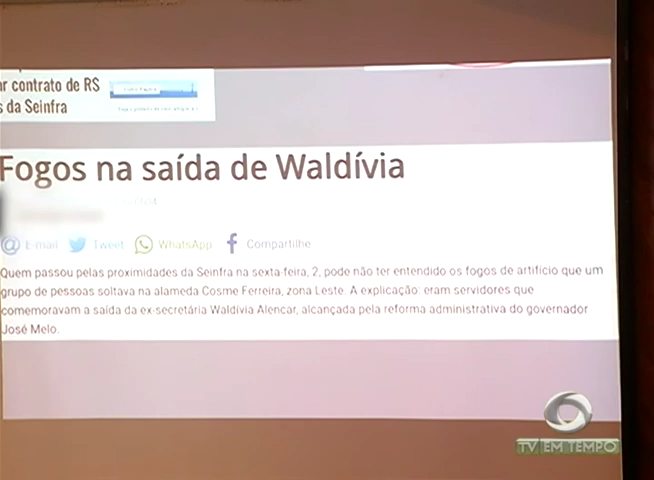 ar contrato de R$
s da Seinfra
Fogos na saída de Waldívia
E-mail Tweet WhatsApp Compartilhe
Quem passou pelas proximidades da Seinfra na sexta-feira, 2, pode não ter entendido os fogos de artifício que um
grupo de pessoas soltava na alameda Cosme Ferreira, zona Leste. A explicação: eram servidores que
comemoravam a saída da ex-secretária Waldívia Alencar, alcançada pela reforma administrativa do governador
José Melo.
TV EM TEMPO